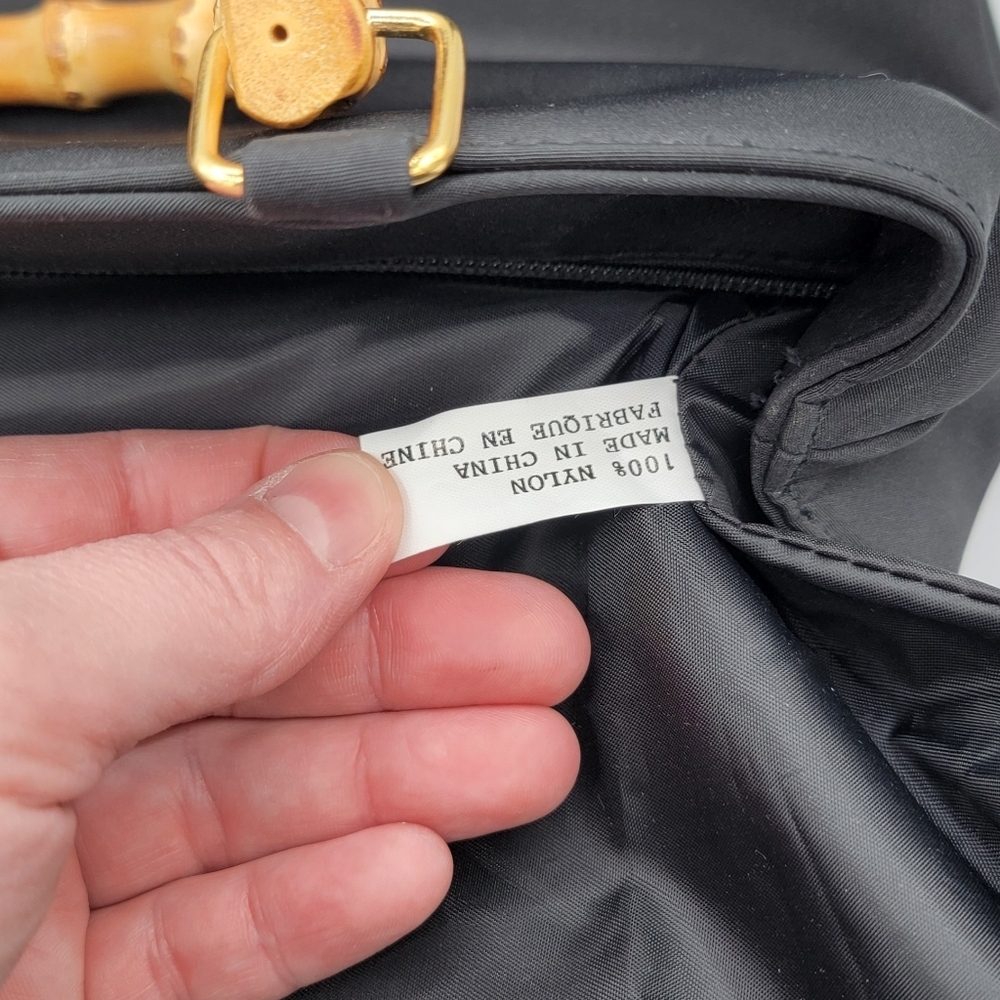 100% NYLON
MADE IN CHINA
FABRIQUE EN CHINE